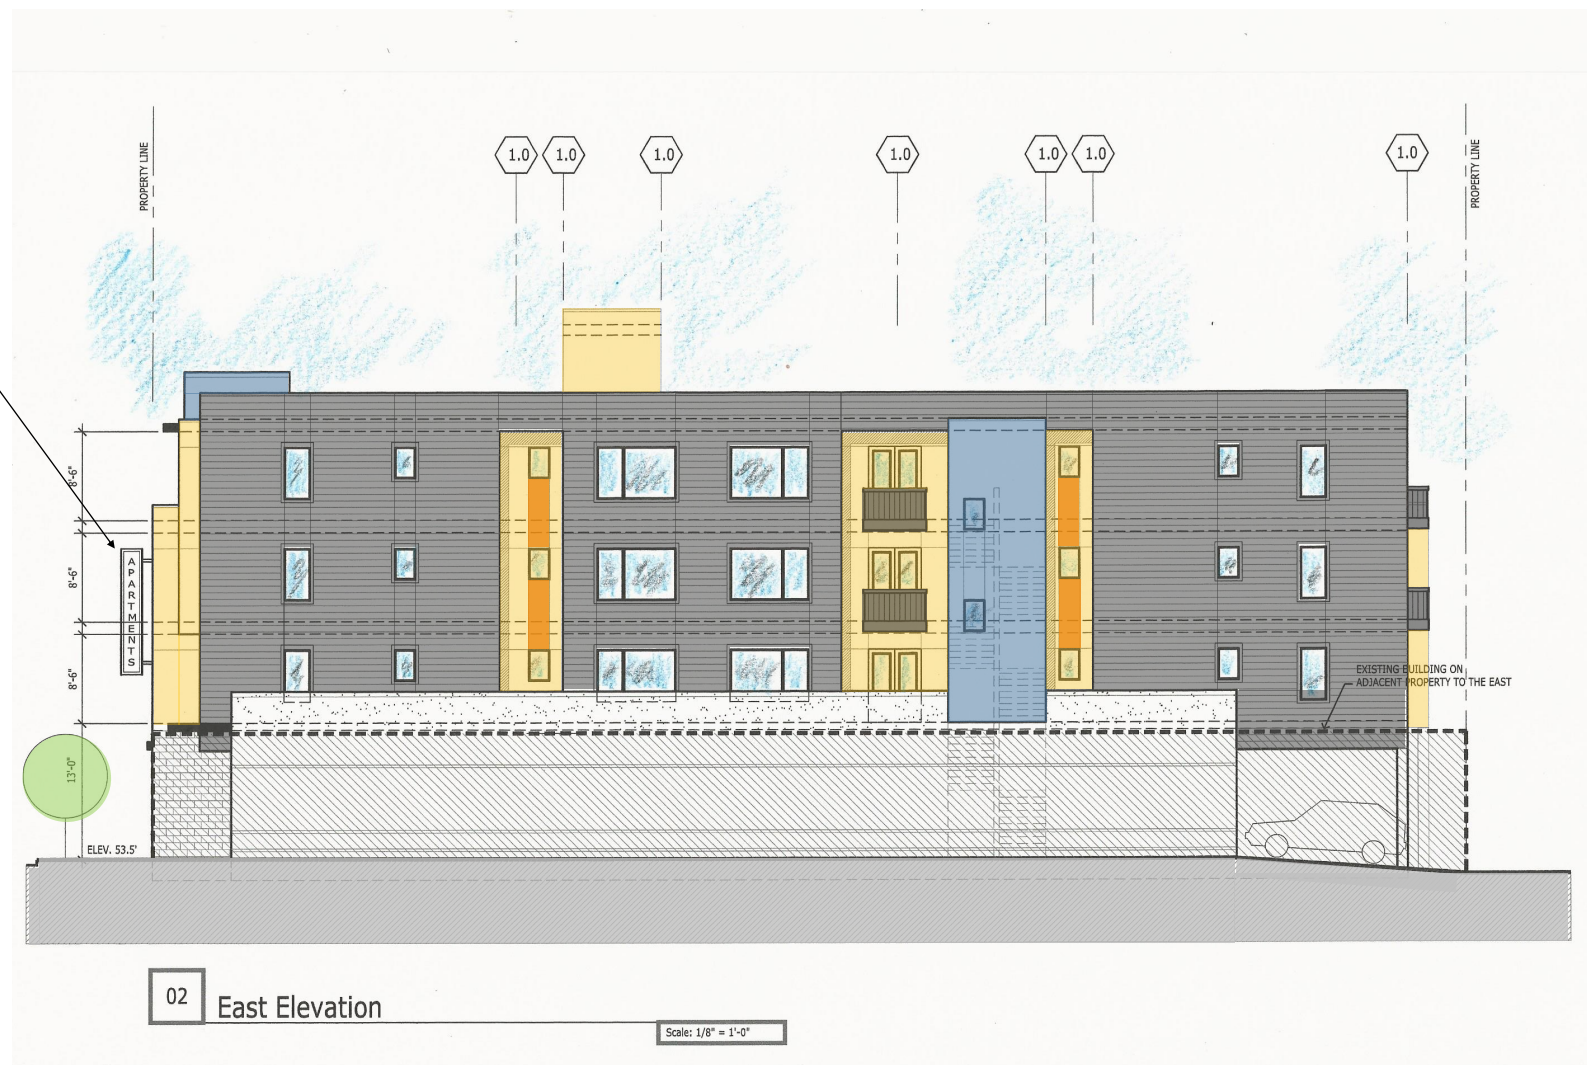 PROPERTY LINE
1.0
1.0
1.0
1.0
1.0
1.0
1.0
PROPERTY LINE
8'-6"
8'-6"
8'-6"
APARTMENTS
EXISTING BUILDING ON
ADJACENT PROPERTY TO THE EAST
13'-0"
ELEV. 53.5'
02
East Elevation
Scale: 1/8" = 1'-0"